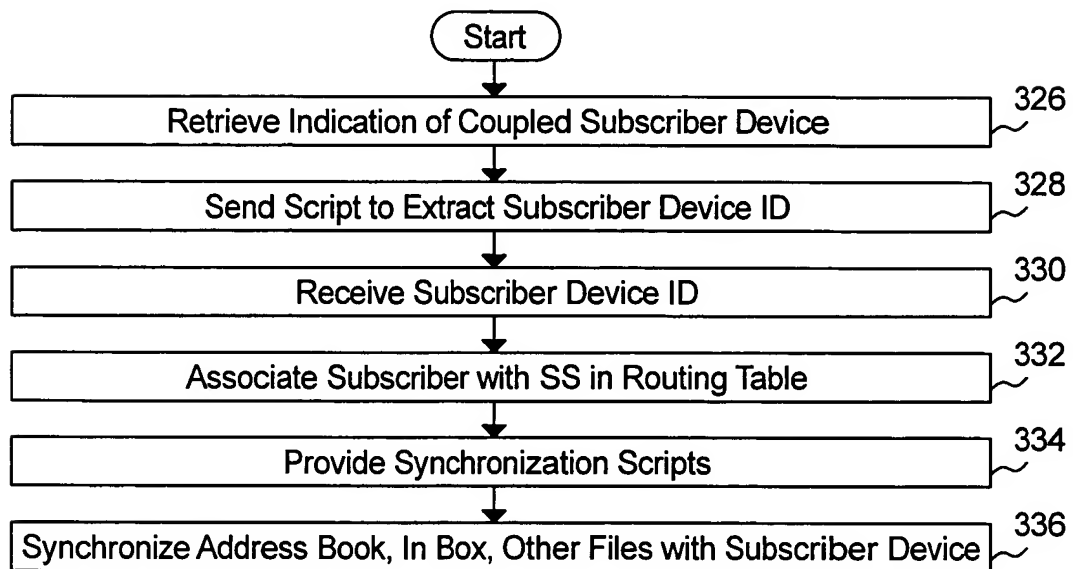 Start
326
Retrieve Indication of Coupled Subscriber Device
328
Send Script to Extract Subscriber Device ID
330
Receive Subscriber Device ID
332
Associate Subscriber with SS in Routing Table
334
Provide Synchronization Scripts
336
Synchronize Address Book, In Box, Other Files with Subscriber Device